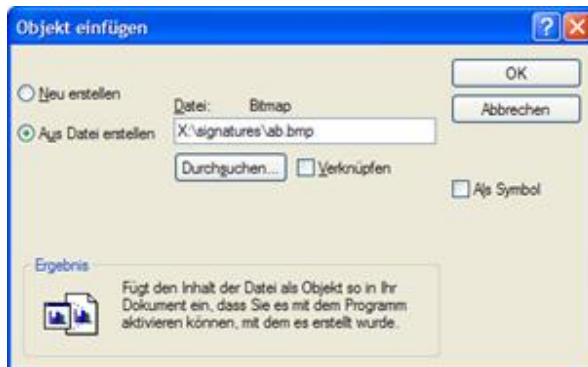 Objekt einfügen
OK
Neu erstellen
Datei: Bitmap
Abbrechen
Aus Datei erstellen
X:\signatures\ab.bmp
Durchsuchen...
Verknüpfen
Als Symbol
Ergebnis
Fügt den Inhalt der Datei als Objekt so in Ihr
Dokument ein, dass Sie es mit dem Programm
aktivieren können, mit dem es erstellt wurde.